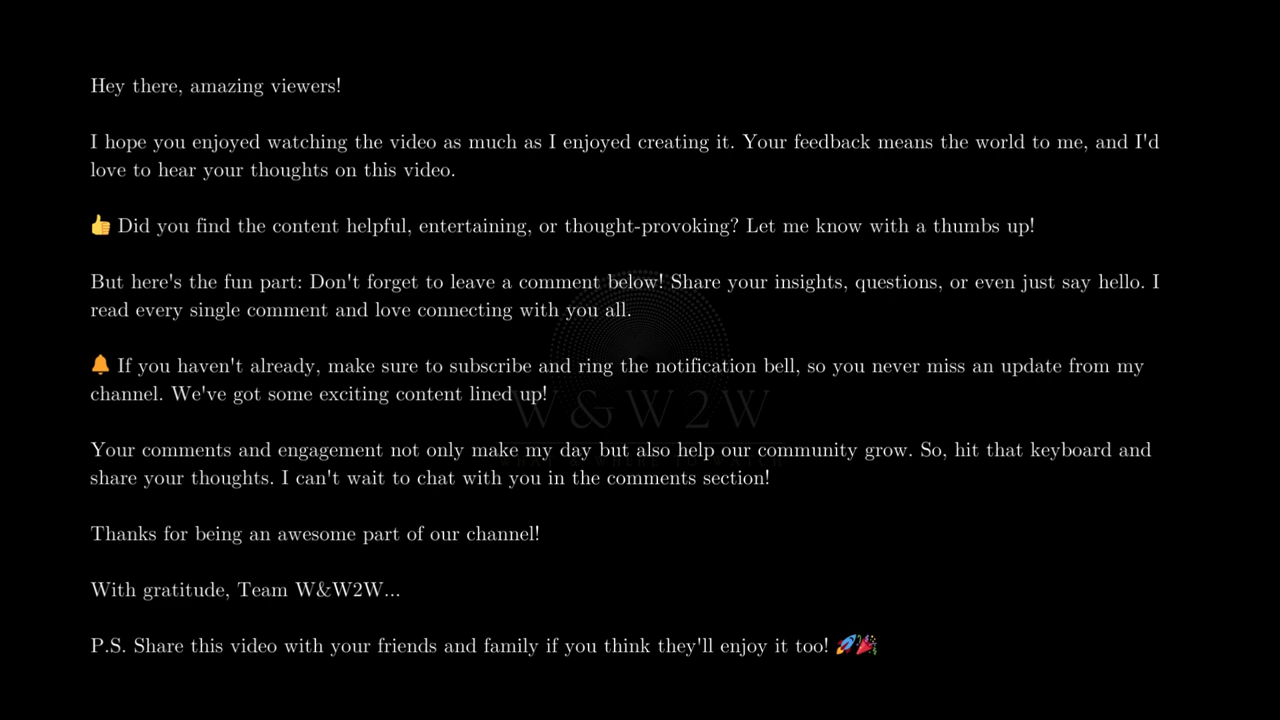 Hey there, amazing viewers!
I hope you enjoyed watching the video as much as I enjoyed creating it. Your feedback means the world to me, and I'd
love to hear your thoughts on this video.
👍 Did you find the content helpful, entertaining, or thought-provoking? Let me know with a thumbs up!
But here's the fun part: Don't forget to leave a comment below! Share your insights, questions, or even just say hello. I
read every single comment and love connecting with you all.
🔔 If you haven't already, make sure to subscribe and ring the notification bell, so you never miss an update from my
channel. We've got some exciting content lined up!
W&W2W
Your comments and engagement not only make my day but also help our community grow. So, hit that keyboard and
share your thoughts. I can't wait to chat with you in the comments section!
Thanks for being an awesome part of our channel!
With gratitude, Team W&W2W...
P.S. Share this video with your friends and family if you think they'll enjoy it too! 🚀🎉